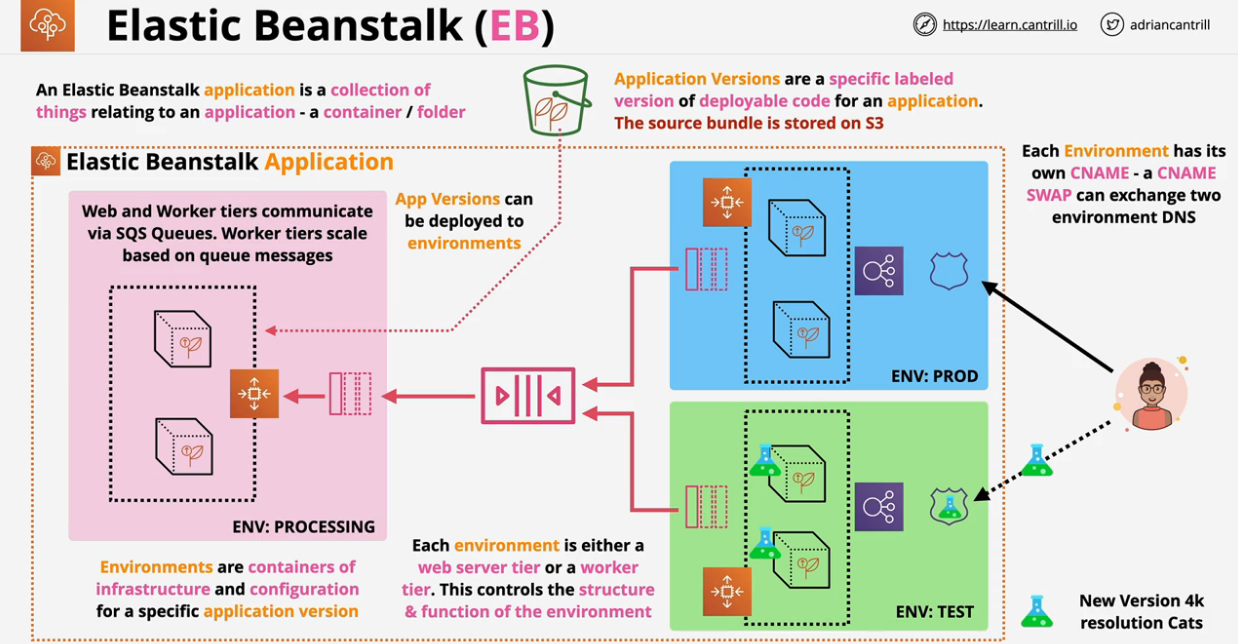 Elastic Beanstalk (EB)
https://learn.cantrill.io
adriancantrill
An Elastic Beanstalk application is a collection of
things relating to an application - a container / folder
Application Versions are a specific labeled
version of deployable code for an application.
The source bundle is stored on S3
Elastic Beanstalk Application
Each Environment has its
own CNAME - a CNAME
SWAP can exchange two
environment DNS
Web and Worker tiers communicate
via SQS Queues. Worker tiers scale
based on queue messages
App Versions can
be deployed to
environments
ENV: PROD
ENV: PROCESSING
Environments are containers of
infrastructure and configuration
for a specific application version
Each environment is either a
web server tier or a worker
tier. This controls the structure
& function of the environment
ENV: TEST
New Version 4k
resolution Cats